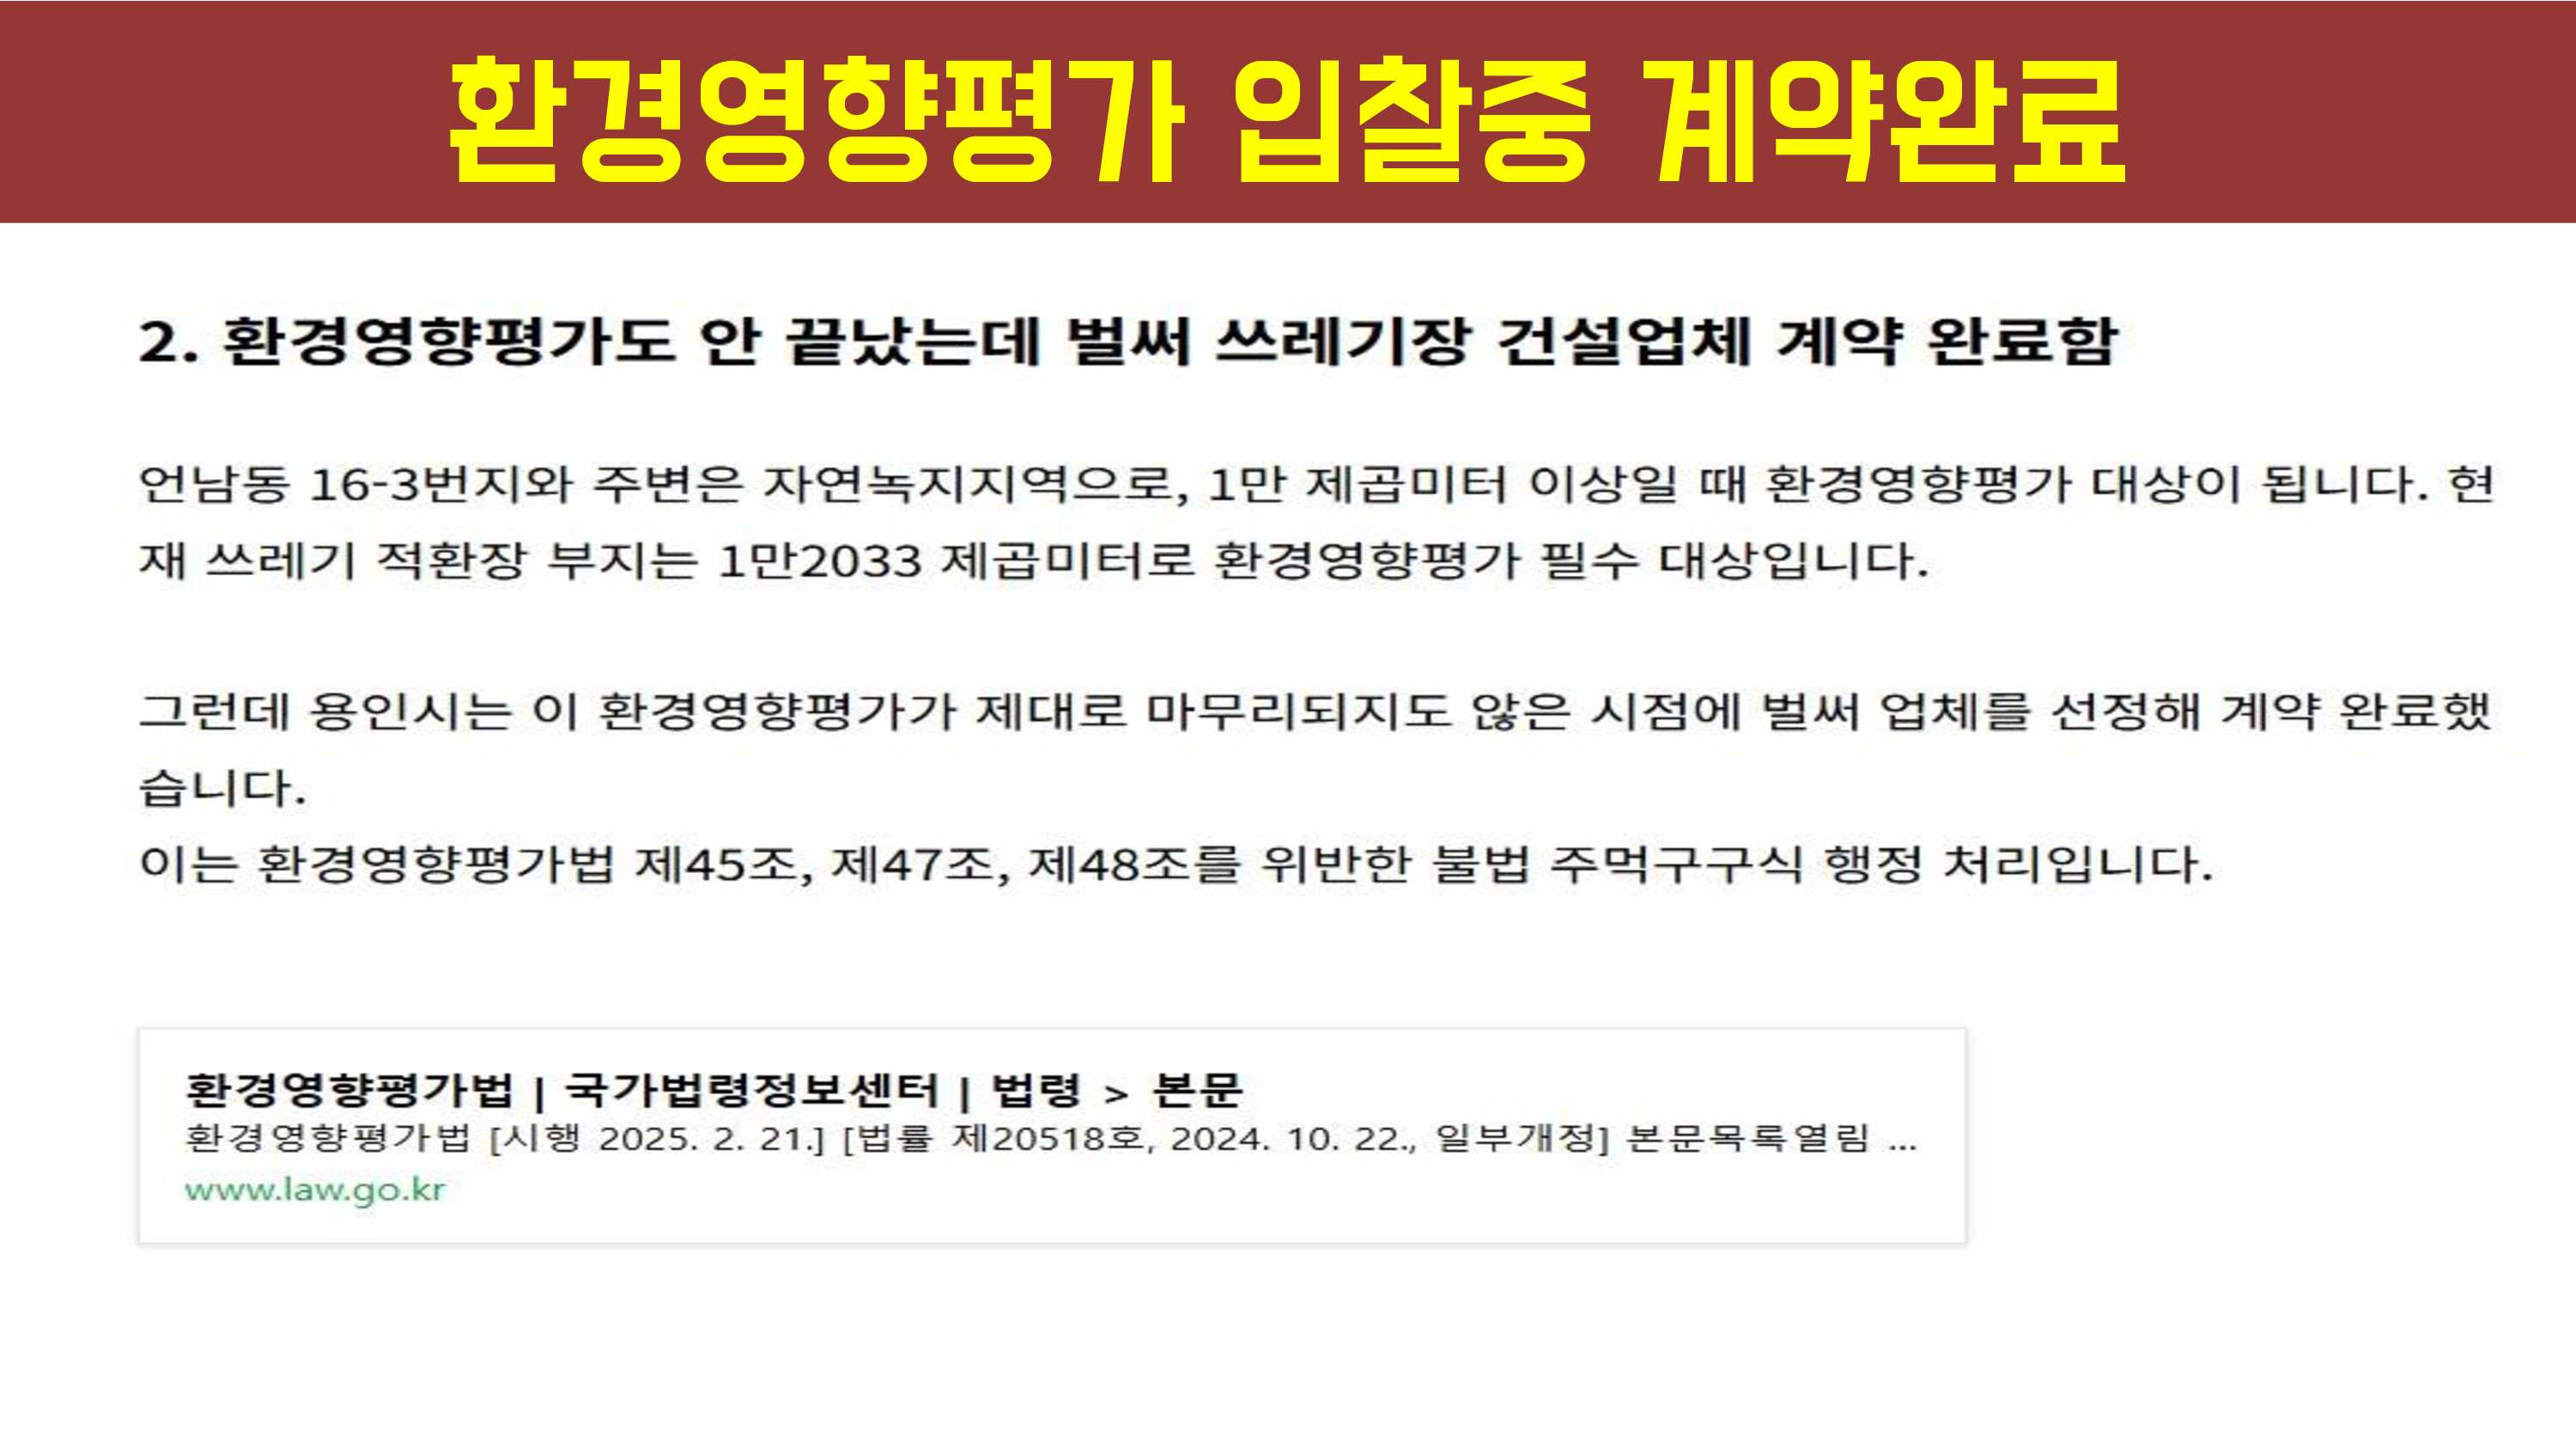 환경영향평가 입찰중 계약완료
2. 환경영향평가도 안 끝났는데 벌써 쓰레기장 건설업체 계약 완료함
언남동 16-3번지와 주변은 자연녹지지역으로, 1만 제곱미터 이상일 때 환경영향평가 대상이 됩니다. 현
재 쓰레기 적환장 부지는 1만2033 제곱미터로 환경영향평가 필수 대상입니다.
그런데 용인시는 이 환경영향평가가 제대로 마무리되지도 않은 시점에 벌써 업체를 선정해 계약 완료했
습니다.
이는 환경영향평가법 제45조, 제47조, 제48조를 위반한 불법 주먹구구식 행정 처리입니다.
환경영향평가법 | 국가법령정보센터 | 법령 > 본문
환경영향평가법 [시행 2025. 2. 21.] [법률 제20518호, 2024. 10. 22., 일부개정] 본문목록열림 ...
www.law.go.kr